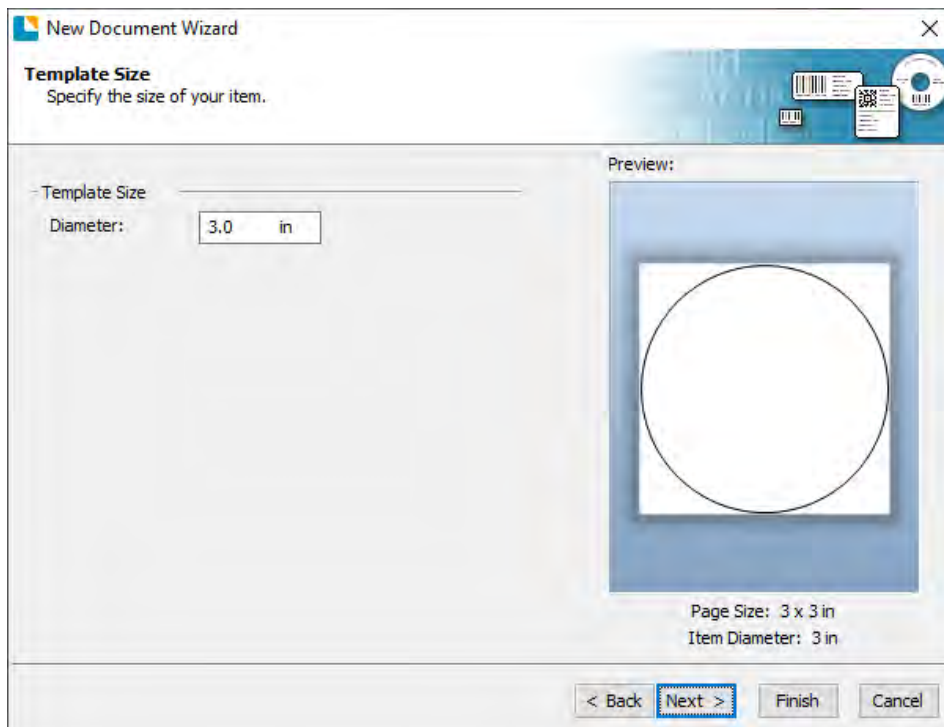 New Document Wizard
Template Size
Specify the size of your item.
Preview:
Template Size
Diameter: 3.0 in
Page Size: 3 x 3 in
Item Diameter: 3 in
< Back Next > Finish Cancel